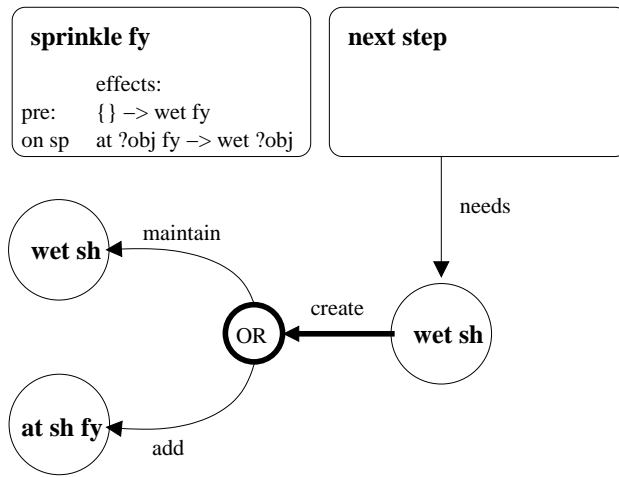 sprinkle fy
effects:
pre: {} –> wet fy
on sp at ?obj fy –> wet ?obj
next step
needs
maintain
wet sh
create
OR
wet sh
at sh fy
add